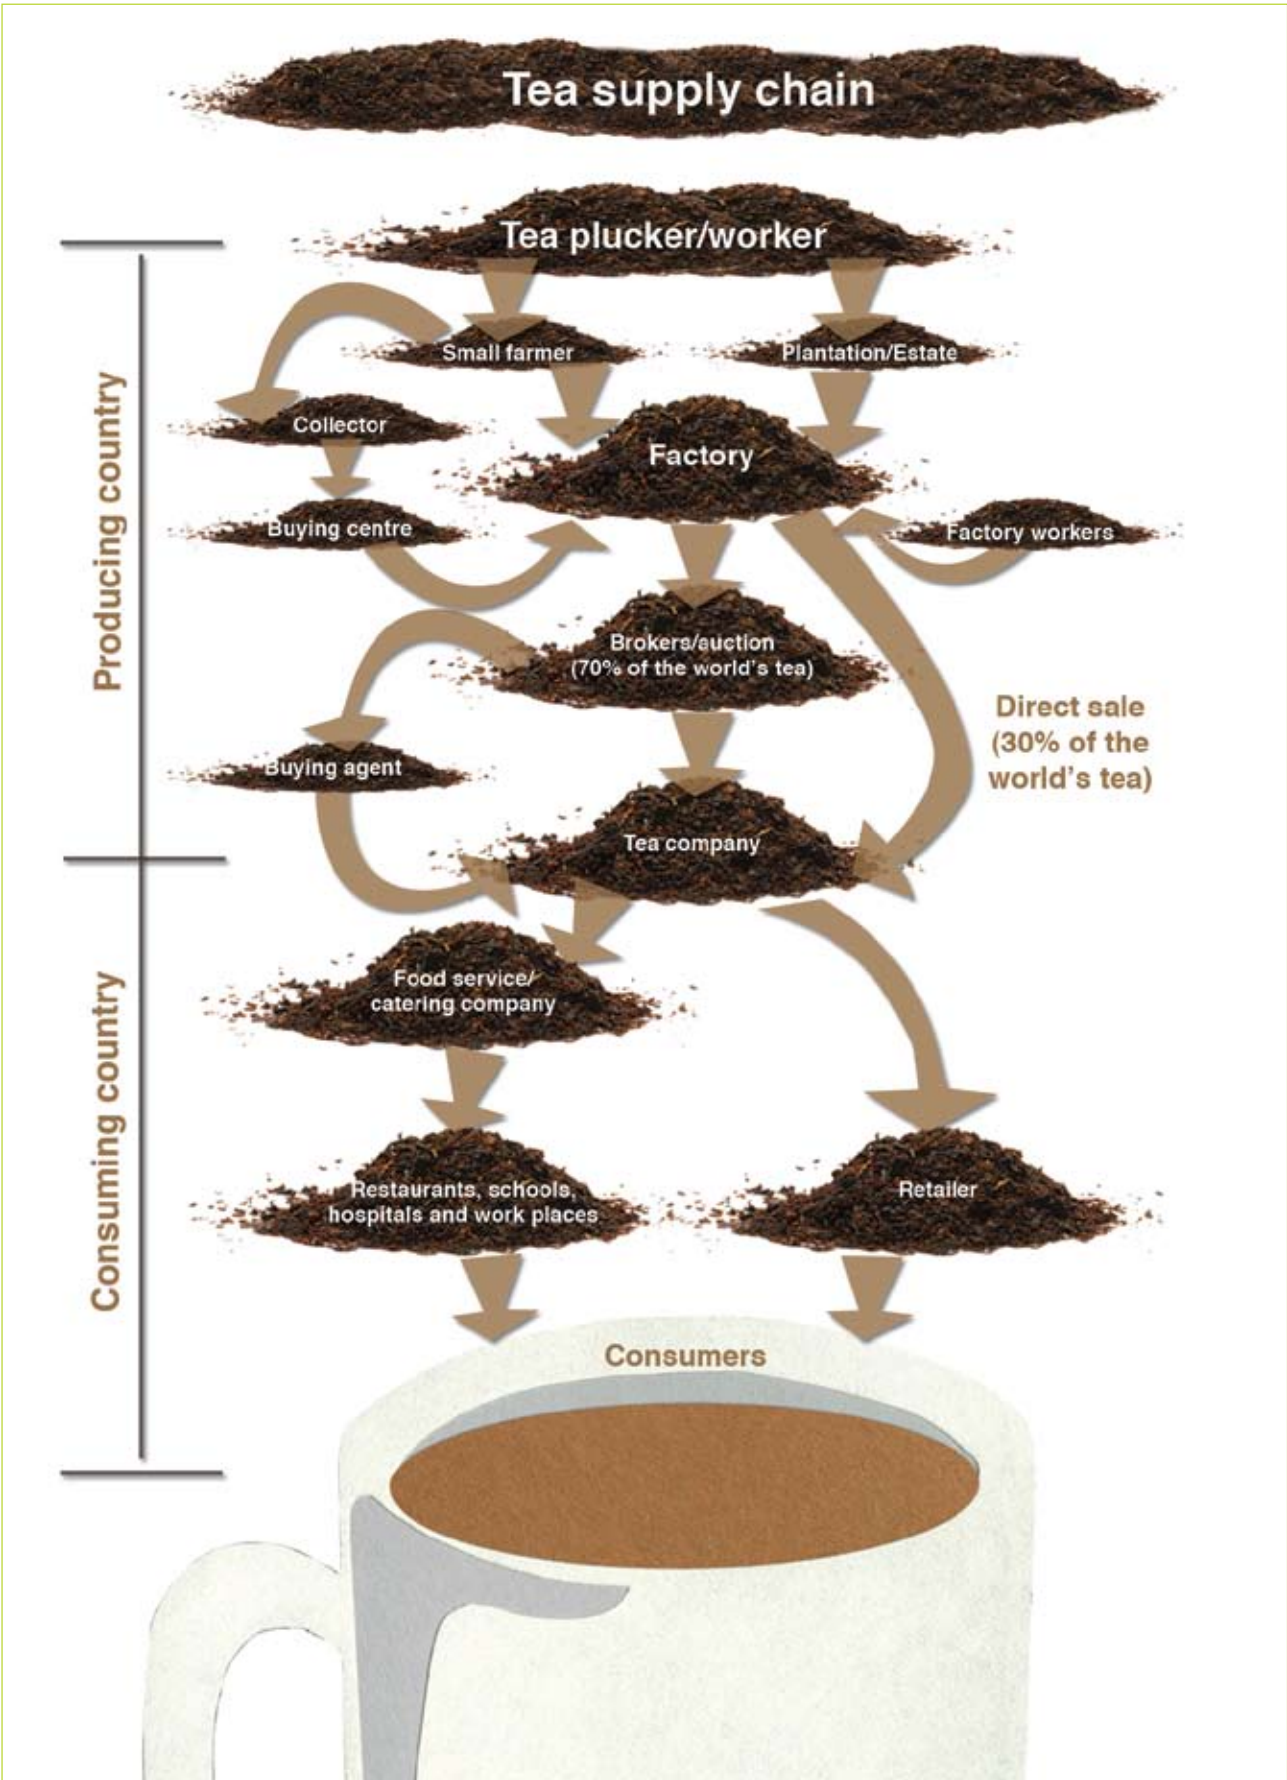 Tea supply chain
Tea plucker/worker
Small farmer
Plantation/Estate
Collector
Factory
Buying centre
Factory workers
Brokers/auction
(70% of the world's tea)
Direct sale
(30% of the
world's tea)
Buying agent
Tea company
Food service/
catering company
Restaurants, schools,
hospitals and work places
Retailer
Consumers
Producing country
Consuming country